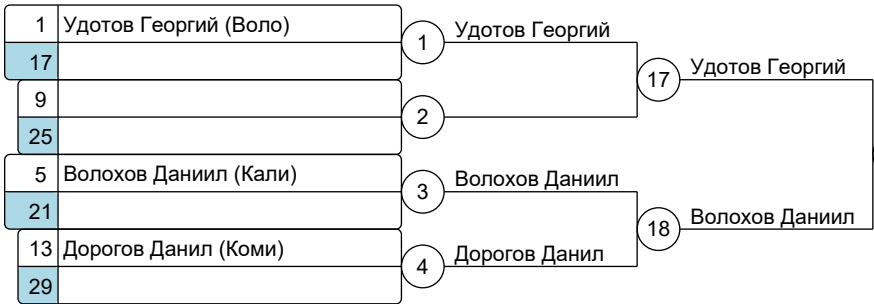 1 Удотов Георгий (Воло)
17
9
25
5 Волохов Даниил (Кали)
21
13 Дорогов Данил (Коми)
29
1 Удотов Георгий
2
3 Волохов Даниил
4 Дорогов Данил
17 Удотов Георгий
18 Волохов Даниил